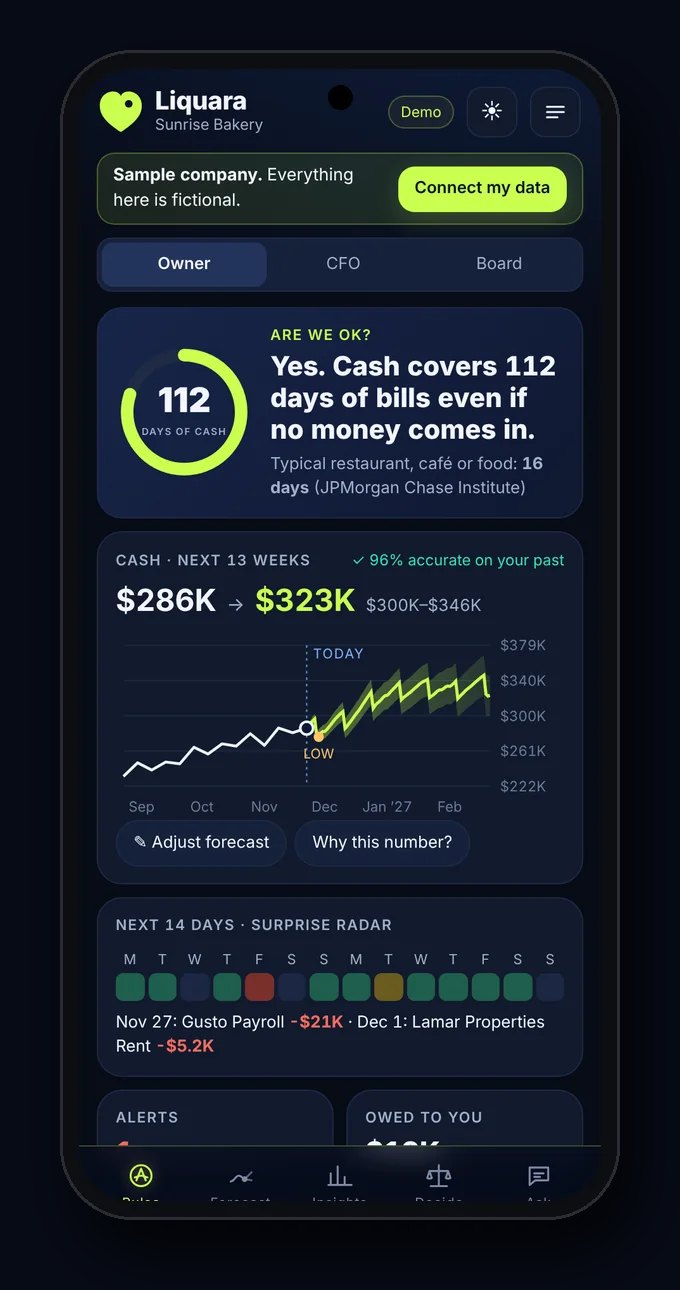 Liquara
Sunrise Bakery
Demo
Sample company. Everything
here is fictional.
Connect my data
Owner
CFO
Board
112
DAYS OF CASH
ARE WE OK?
Yes. Cash covers 112
days of bills even if
no money comes in.
Typical restaurant, café or food: 16
days (JPMorgan Chase Institute)
CASH · NEXT 13 WEEKS
✓ 96% accurate on your past
$286K → $323K $300K–$346K
TODAY
LOW
$379K
$340K
$300K
$261K
$222K
Sep Oct Nov Dec Jan '27 Feb
✎ Adjust forecast
Why this number?
NEXT 14 DAYS · SURPRISE RADAR
M T W T F S S M T W T F S S
Nov 27: Gusto Payroll -$21K · Dec 1: Lamar Properties
Rent -$5.2K
ALERTS
OWED TO YOU